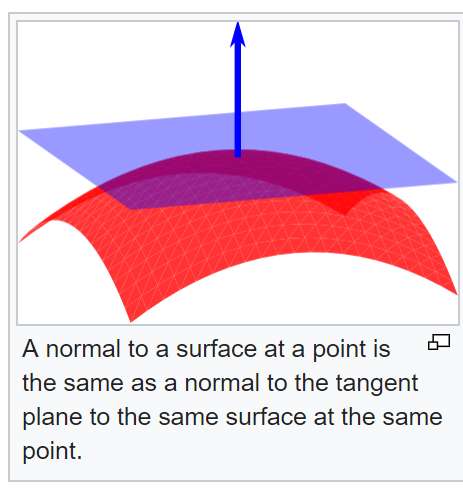 A normal to a surface at a point is
the same as a normal to the tangent
plane to the same surface at the same
point.